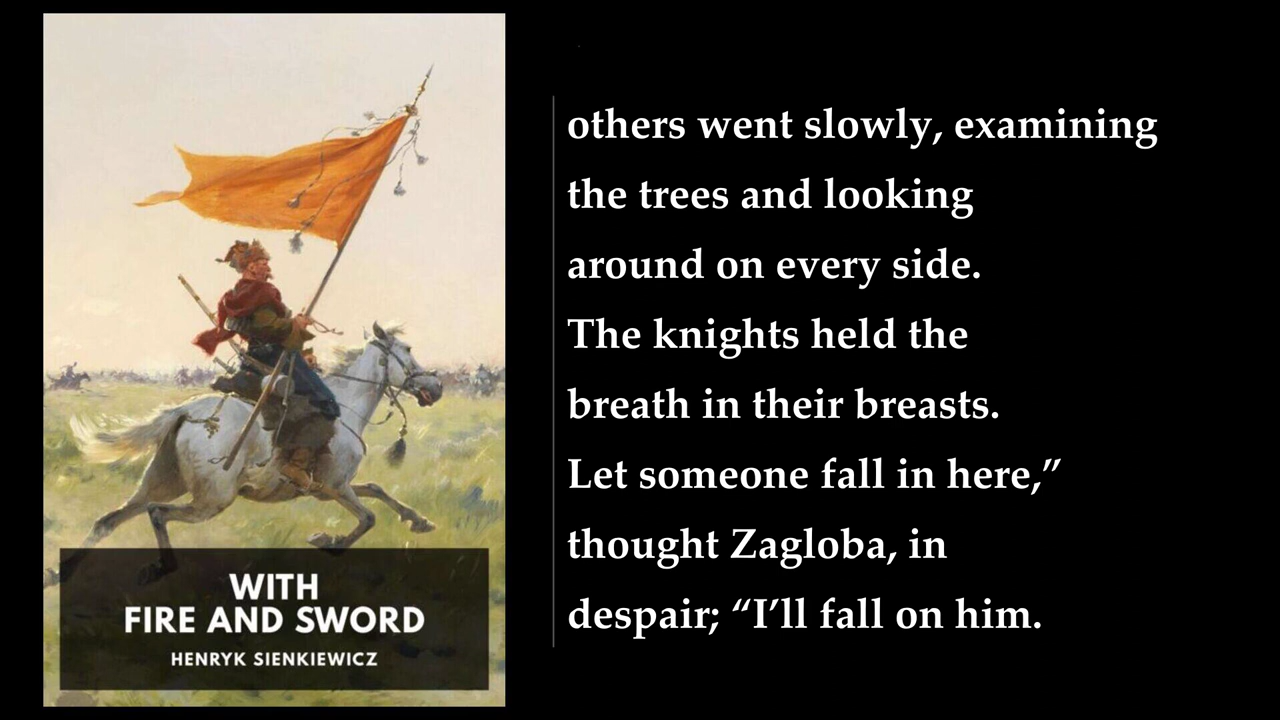 WITH
FIRE AND SWORD
HENRYK SIENKIEWICZ
others went slowly, examining
the trees and looking
around on every side.
The knights held the
breath in their breasts.
Let someone fall in here,”
thought Zagloba, in
despair; “I’ll fall on him.